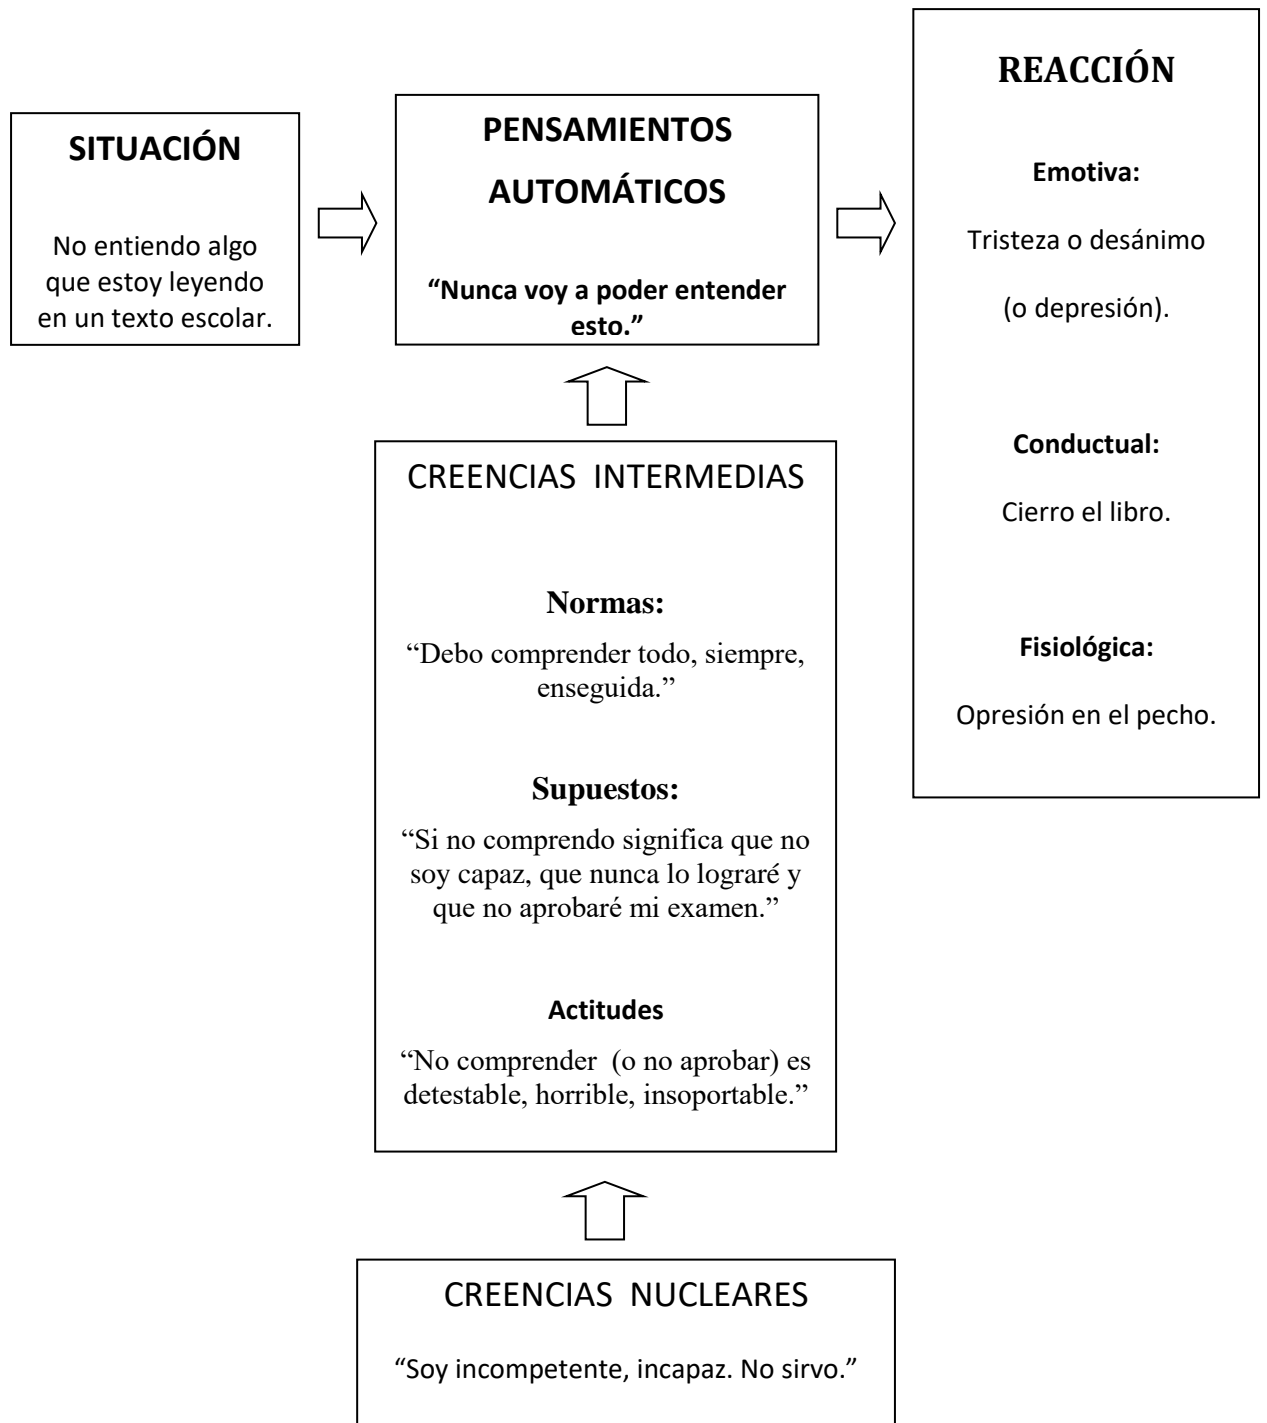 SITUACIÓN
No entiendo algo
que estoy leyendo
en un texto escolar.
PENSAMIENTOS
AUTOMÁTICOS
“Nunca voy a poder entender
esto.”
REACCIÓN
Emotiva:
Tristeza o desánimo
(o depresión).
Conductual:
Cierro el libro.
Fisiológica:
Opresión en el pecho.
CREENCIAS INTERMEDIAS
Normas:
“Debo comprender todo, siempre,
enseguida.”
Supuestos:
“Si no comprendo significa que no
soy capaz, que nunca lo lograré y
que no aprobaré mi examen.”
Actitudes
“No comprender (o no aprobar) es
detestable, horrible, insoportable.”
CREENCIAS NUCLEARES
“Soy incompetente, incapaz. No sirvo.”